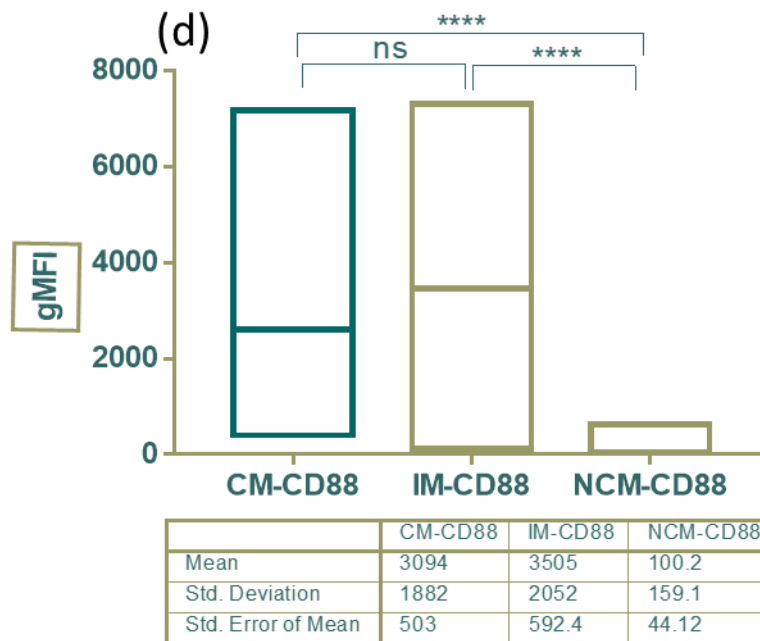 (d)
****
ns
****
8000
6000
4000
2000
0
gMFI
CM-CD88 IM-CD88 NCM-CD88
CM-CD88 IM-CD88 NCM-CD88
Mean 3094 3505 100.2
Std. Deviation 1882 2052 159.1
Std. Error of Mean 503 592.4 44.12